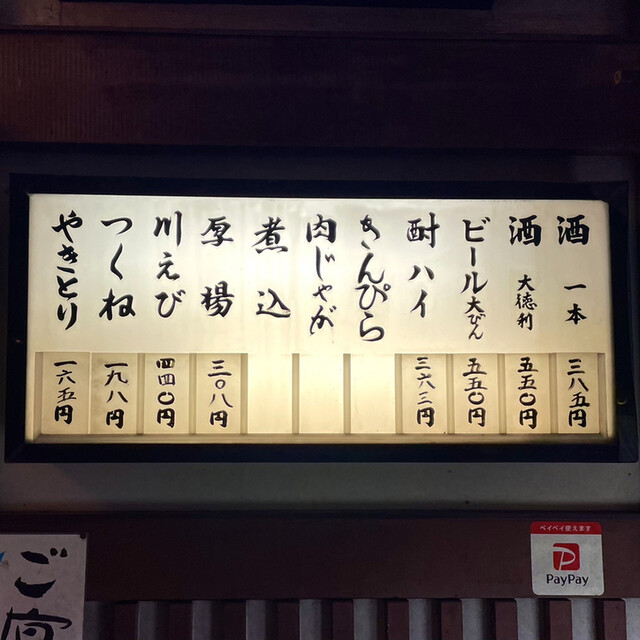 酒 一本 三八五円
酒 大徳利 五五〇円
ビール大びん 五五〇円
酎ハイ 三六三円
きんぴら
肉じゃが
煮込
厚揚 三〇八円
川えび 四四〇円
つくね 一九八円
やきとり 一六五円
ペイペイ使えます
PayPay
ご